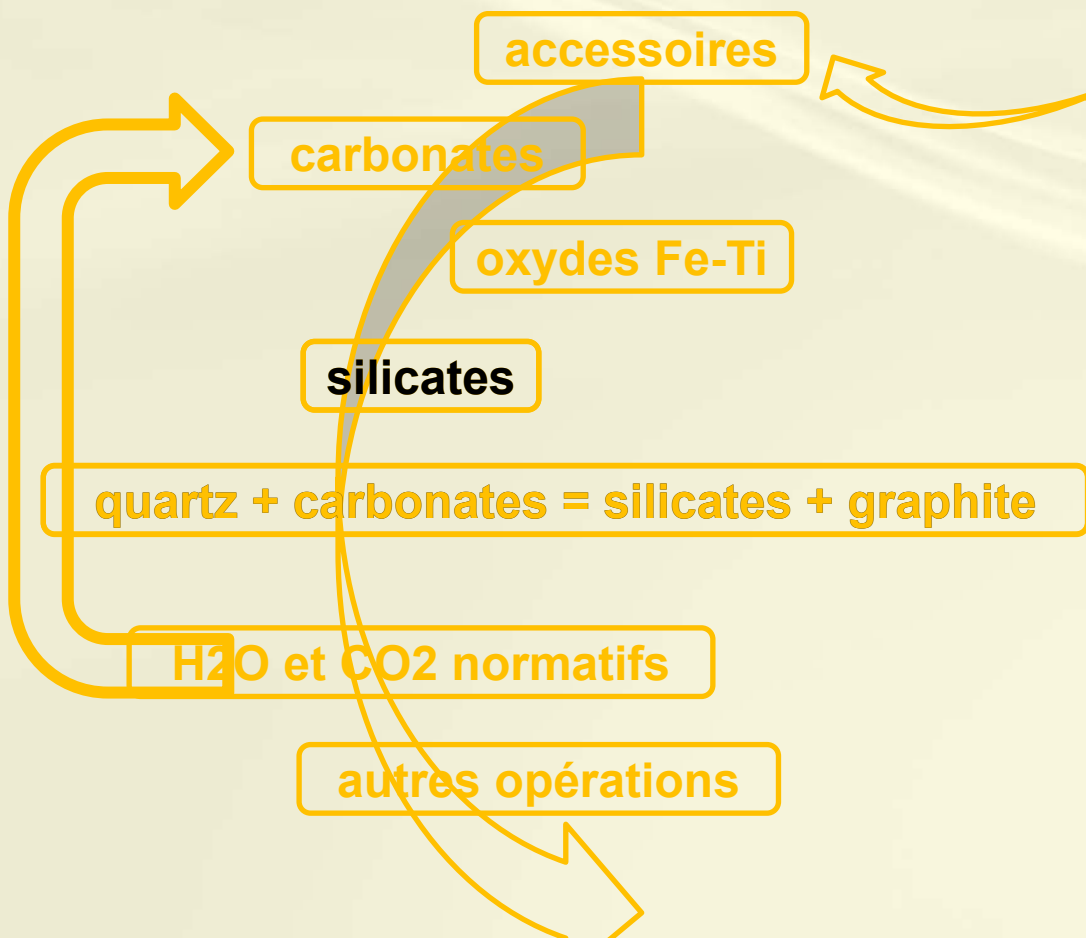 accessoires
carbonates
oxydes Fe-Ti
silicates
quartz + carbonates = silicates + graphite
H2O et CO2 normatifs
autres opérations